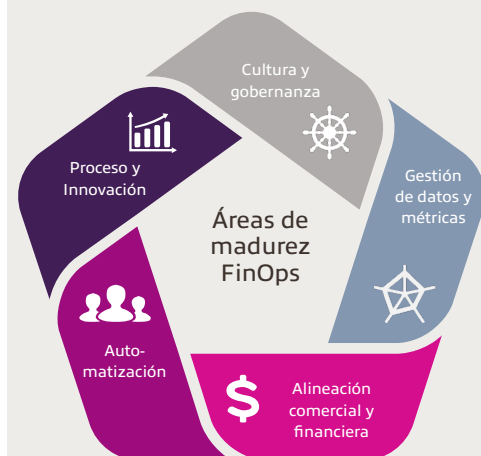 Cultura y
gobernanza
Proceso y
Innovación
Gestión
de datos y
métricas
Áreas de
madurez
FinOps
Auto-
matización
$
Alineación
comercial y
financiera